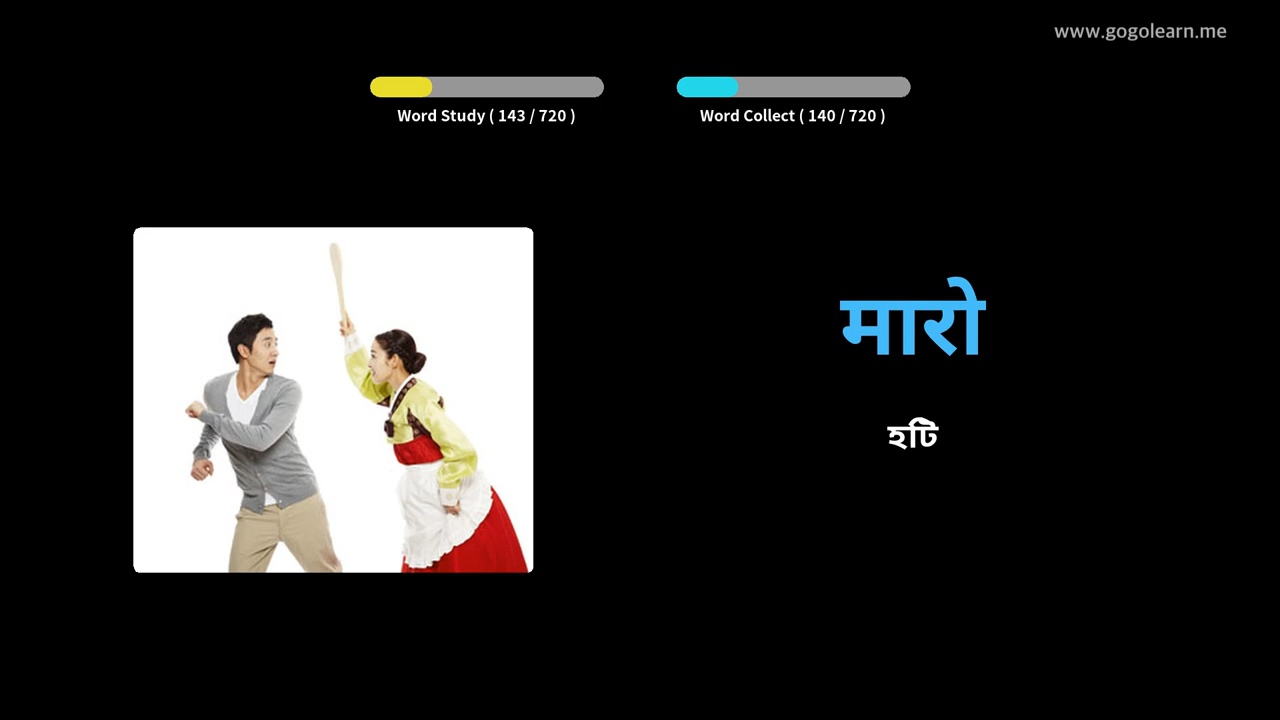 www.gogolearn.me
Word Study ( 143 / 720 )
Word Collect ( 140 / 720 )
मारो
হটি